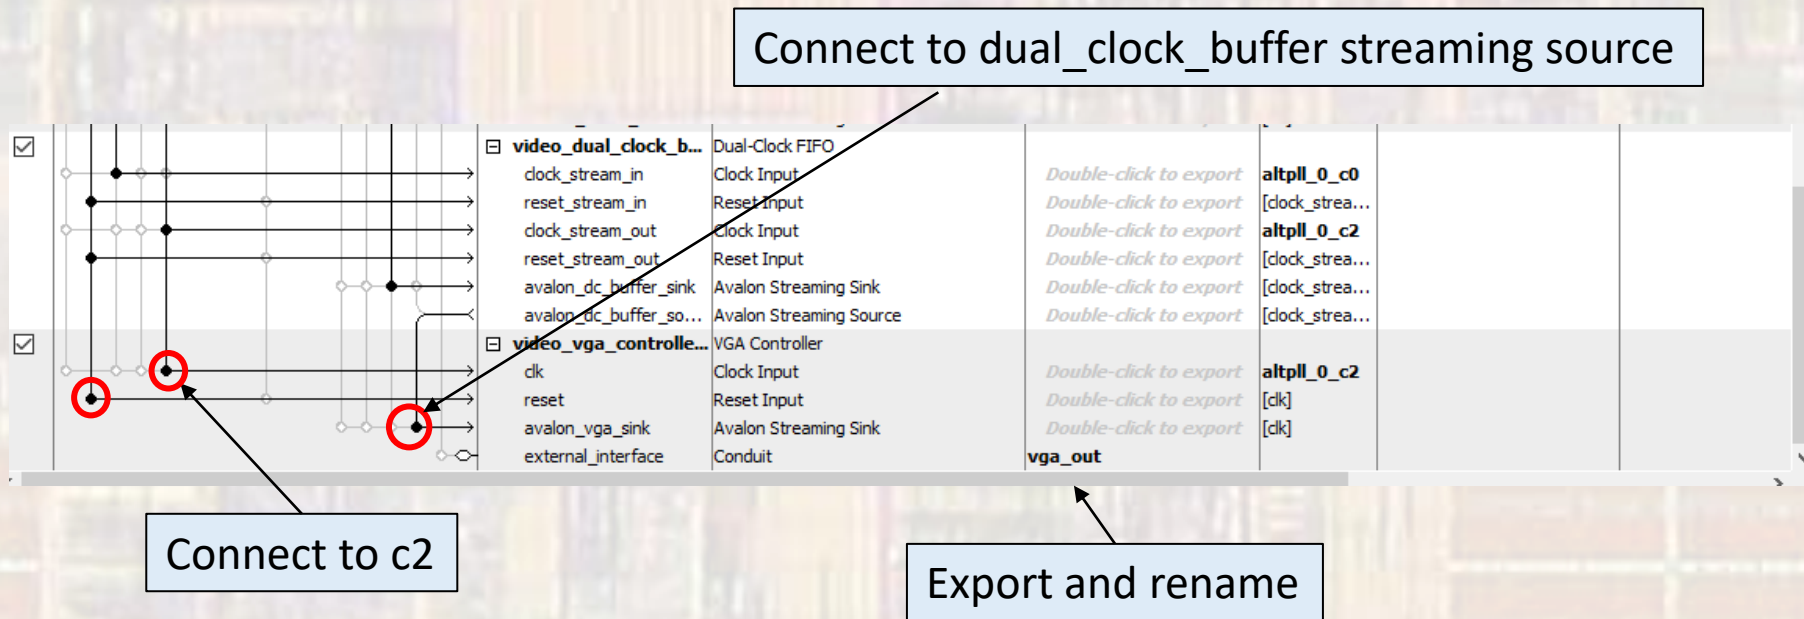 Connect to dual_clock_buffer streaming source
video_dual_clock_b... Dual-Clock FIFO
clock_stream_in Clock Input Double-click to export altpll_0_c0
reset_stream_in Reset Input Double-click to export [clock_strea...
clock_stream_out Clock Input Double-click to export altpll_0_c2
reset_stream_out Reset Input Double-click to export [clock_strea...
avalon_dc_buffer_sink Avalon Streaming Sink Double-click to export [clock_strea...
avalon_dc_buffer_so... Avalon Streaming Source Double-click to export [clock_strea...
video_vga_controlle... VGA Controller
clk Clock Input Double-click to export altpll_0_c2
reset Reset Input Double-click to export [clk]
avalon_vga_sink Avalon Streaming Sink Double-click to export [clk]
external_interface Conduit vga_out
Connect to c2
Export and rename